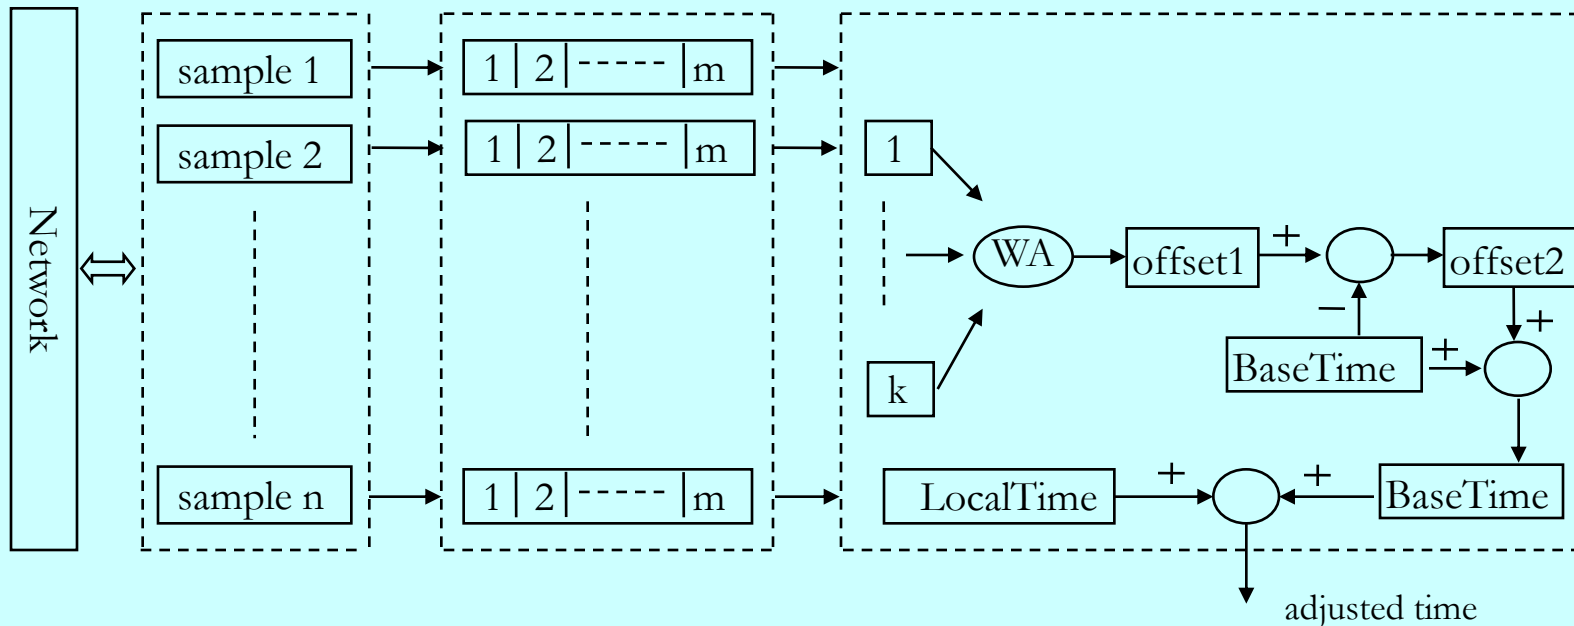 Network
sample 1
1 | 2 | ----- | m
sample 2
1 | 2 | ----- | m
sample n
1 | 2 | ----- | m
1
k
WA
offset1
+
−
offset2
BaseTime
+
+
BaseTime
LocalTime
+
+
adjusted time